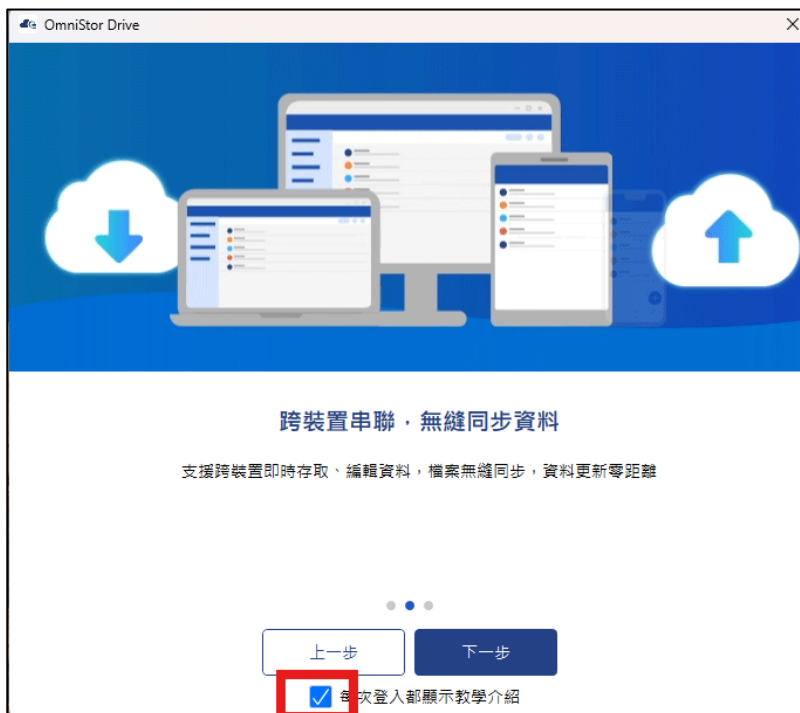 OmniStor Drive
跨裝置串聯，無縫同步資料
支援跨裝置即時存取、編輯資料，檔案無縫同步，資料更新零距離
上一步
下一步
每次登入都顯示教學介紹